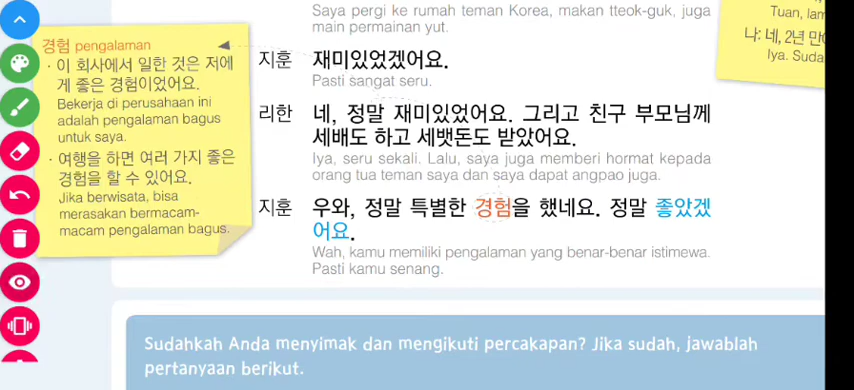 경험 pengalaman
· 이 회사에서 일한 것은 저에
게 좋은 경험이었어요.
Bekerja di perusahaan ini
adalah pengalaman bagus
untuk saya.
· 여행을 하면 여러 가지 좋은
경험을 할 수 있어요.
Jika berwisata, bisa
merasakan bermacam-
macam pengalaman bagus.
Saya pergi ke rumah teman Korea, makan tteok-guk, juga
main permainan yut.
지훈 재미있었겠어요.
Pasti sangat seru.
리한 네, 정말 재미있었어요. 그리고 친구 부모님께
세배도 하고 세뱃돈도 받았어요.
Iya, seru sekali. Lalu, saya juga memberi hormat kepada
orang tua teman saya dan saya dapat angpao juga.
지훈 우와, 정말 특별한 경험을 했네요. 정말 좋았겠
어요.
Wah, kamu memiliki pengalaman yang benar-benar istimewa.
Pasti kamu senang.
Tuan, lam
나: 네, 2년
Iya. Suda
Sudahkah Anda menyimak dan mengikuti percakapan? Jika sudah, jawablah
pertanyaan berikut.